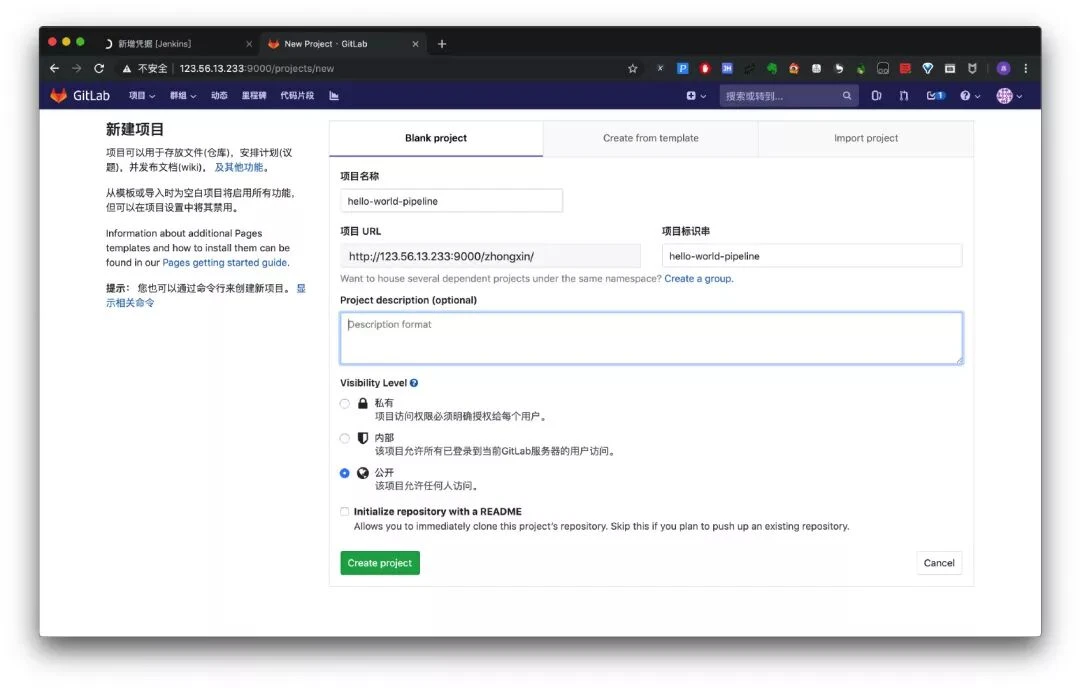 新增凭据 [Jenkins]
New Project · GitLab
不安全
123.56.13.233:9000/projects/new
GitLab
项目
群组
动态
里程碑
代码片段
搜索或转到...
1
新建项目
项目可以用于存放文件(仓库)，安排计划(议
题)，并发布文档(wiki)， 及其他功能。
从模板或导入时为空白项目将启用所有功能，
但可以在项目设置中将其禁用。
Information about additional Pages
templates and how to install them can be
found in our Pages getting started guide.
提示： 您也可以通过命令行来创建新项目。 显
示相关命令
Blank project
Create from template
Import project
项目名称
hello-world-pipeline
项目 URL
项目标识串
http://123.56.13.233:9000/zhongxin/
hello-world-pipeline
Want to house several dependent projects under the same namespace? Create a group.
Project description (optional)
Description format
Visibility Level
私有
项目访问权限必须明确授权给每个用户。
内部
该项目允许所有已登录到当前GitLab服务器的用户访问。
公开
该项目允许任何人访问。
Initialize repository with a README
Allows you to immediately clone this project's repository. Skip this if you plan to push up an existing repository.
Create project
Cancel